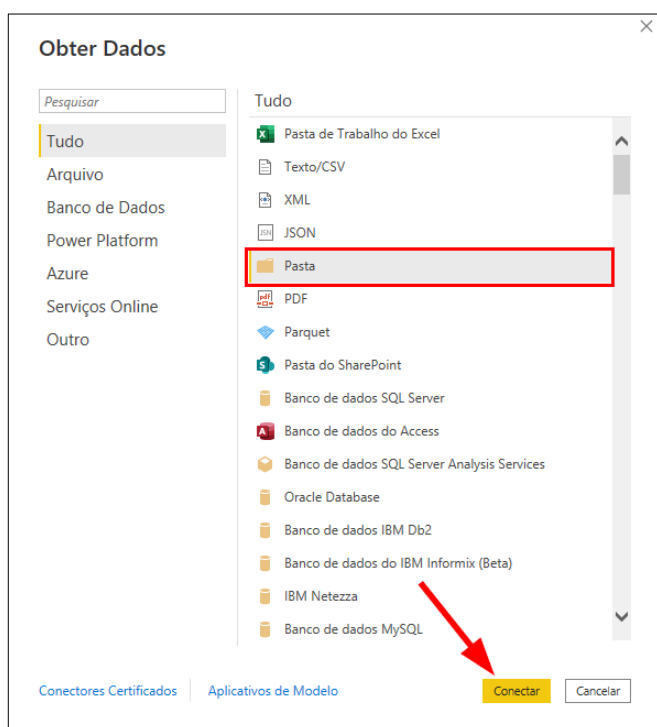 Obter Dados
Pesquisar
Tudo
Arquivo
Banco de Dados
Power Platform
Azure
Serviços Online
Outro
Tudo
Pasta de Trabalho do Excel
Texto/CSV
XML
JSON
Pasta
PDF
Parquet
Pasta do SharePoint
Banco de dados SQL Server
Banco de dados do Access
Banco de dados SQL Server Analysis Services
Oracle Database
Banco de dados IBM Db2
Banco de dados do IBM Informix (Beta)
IBM Netezza
Banco de dados MySQL
Conectores Certificados Aplicativos de Modelo Conectar Cancelar